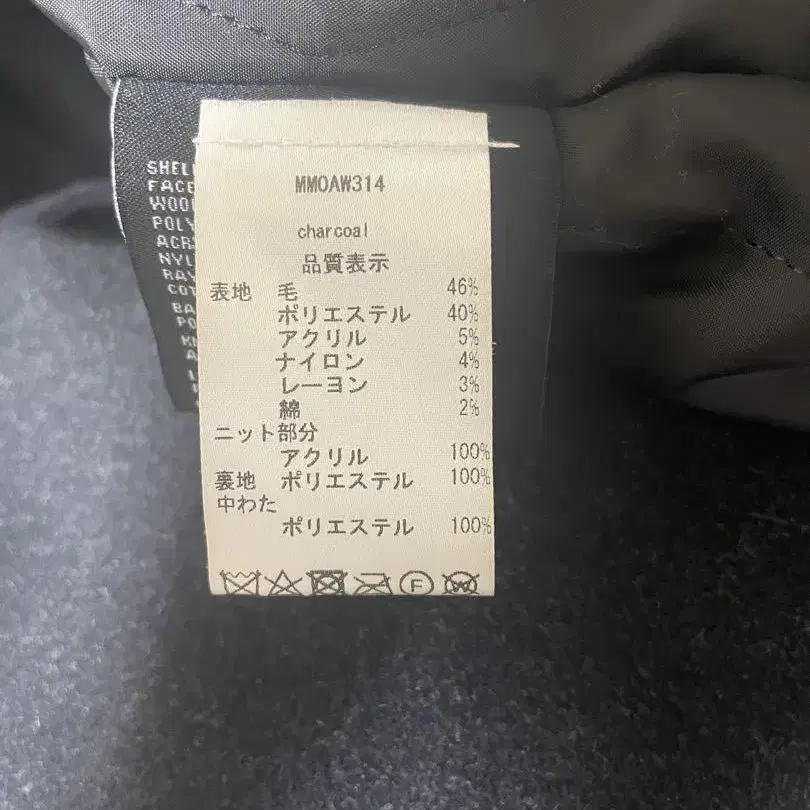 MMOAW314
charcoal
品質表示
表地 毛 46%
ポリエステル 40%
アクリル 5%
ナイロン 4%
レーヨン 3%
綿 2%
ニット部分
アクリル 100%
裏地 ポリエステル 100%
中わた
ポリエステル 100%
F
W